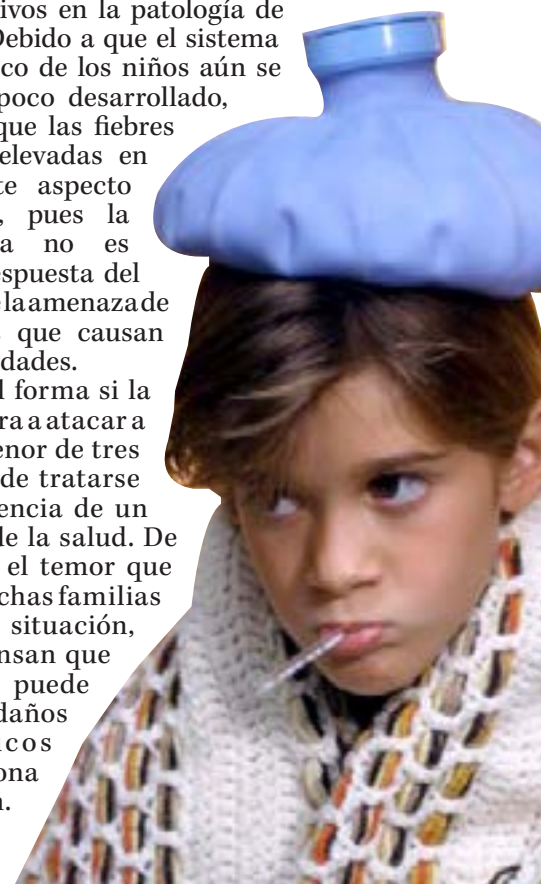 ivos en la patología de
Debido a que el sistema
co de los niños aún se
poco desarrollado,
que las fiebres
elevadas en
te aspecto
, pues la
a no es
espuesta del
e la amenaza de
que causan
dades.
l forma si la
ra a atacar a
enor de tres
de tratarse
encia de un
de la salud. De
el temor que
chas familias
situación,
nsan que
puede
daños
icos
ona
n.